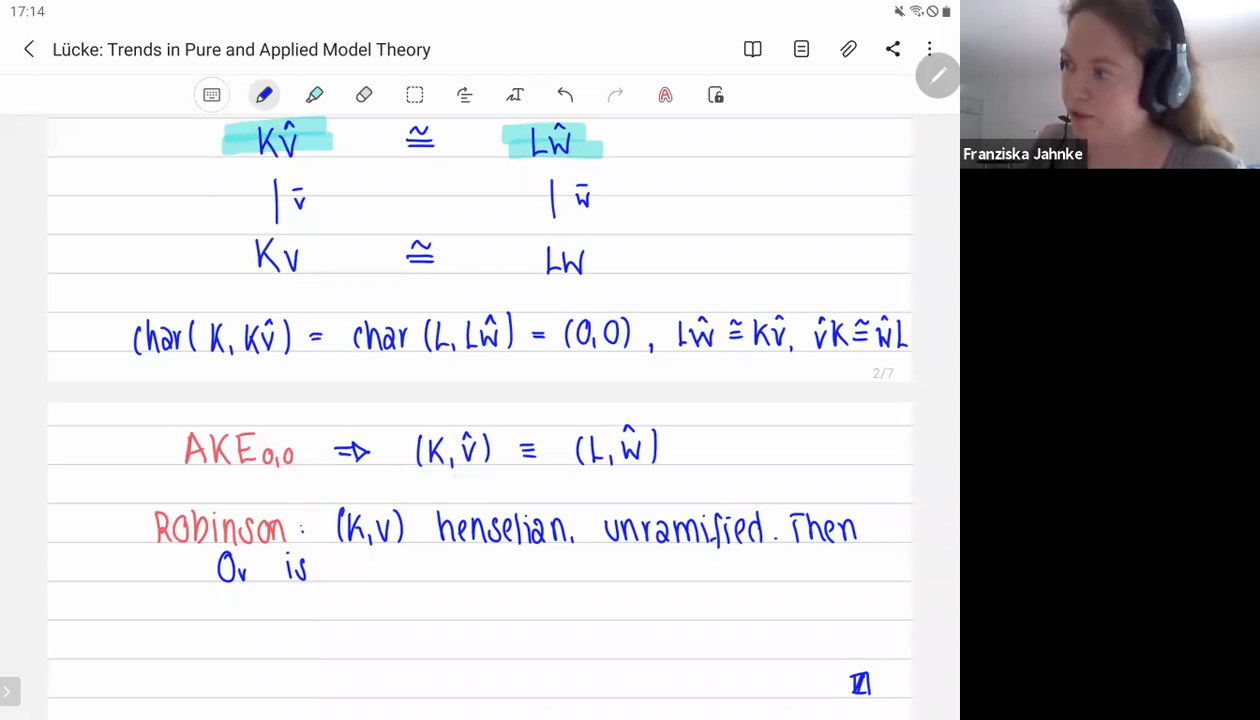 17:14
Lücke: Trends in Pure and Applied Model Theory
Franziska Jahnke
Kv̂ ≅ Lŵ
| v̄ | w̄
Kv ≅ Lw
char(K, Kv̂) = char(L, Lŵ) = (0,0), Lŵ ≅ Kv̂, v̂K ≅ ŵL
2/7
AKE₀,₀ ⇒ (K, v̂) ≡ (L, ŵ)
Robinson: (K,v) henselian, unramified. Then
Oᵥ is